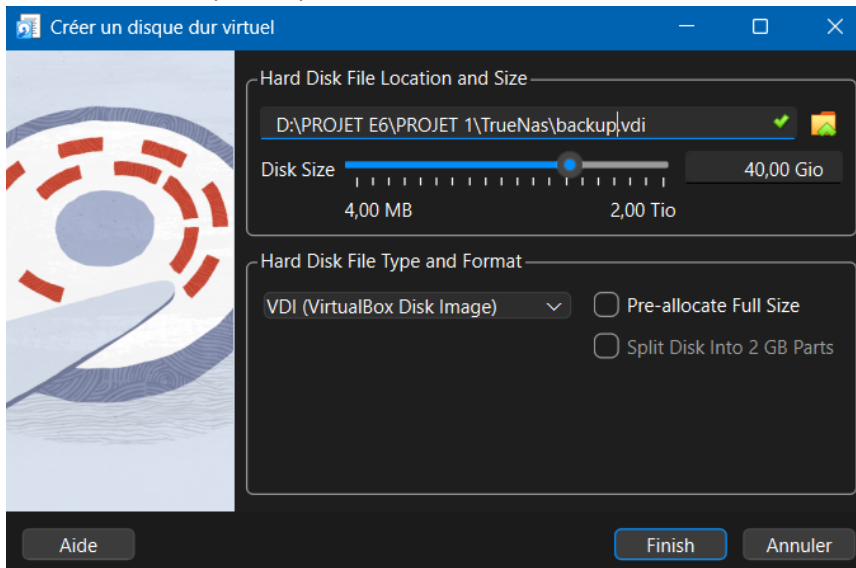 Créer un disque dur virtuel
Hard Disk File Location and Size
D:\PROJET E6\PROJET 1\TrueNas\backup.vdi
Disk Size
40,00 Gio
4,00 MB
2,00 Tio
Hard Disk File Type and Format
VDI (VirtualBox Disk Image)
Pre-allocate Full Size
Split Disk Into 2 GB Parts
Aide
Finish
Annuler